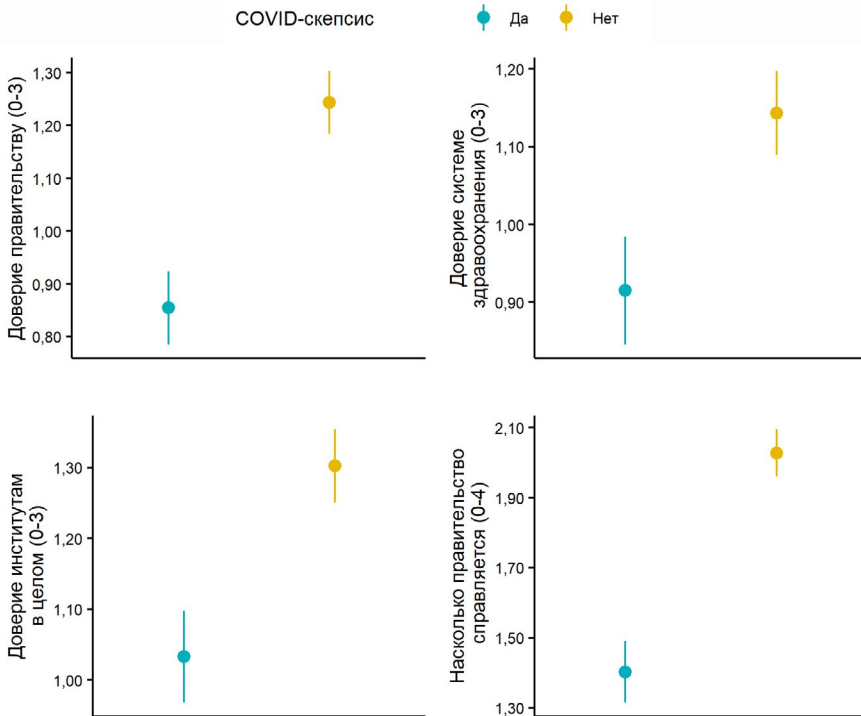 COVID-скепсис Да Нет
Доверие правительству (0-3)
1,30
1,20
1,10
1,00
0,90
0,80
Доверие системе
здравоохранения (0-3)
1,20
1,10
1,00
0,90
Доверие институтам
в целом (0-3)
1,30
1,20
1,10
1,00
Насколько правительство
справляется (0-4)
2,10
1,90
1,70
1,50
1,30